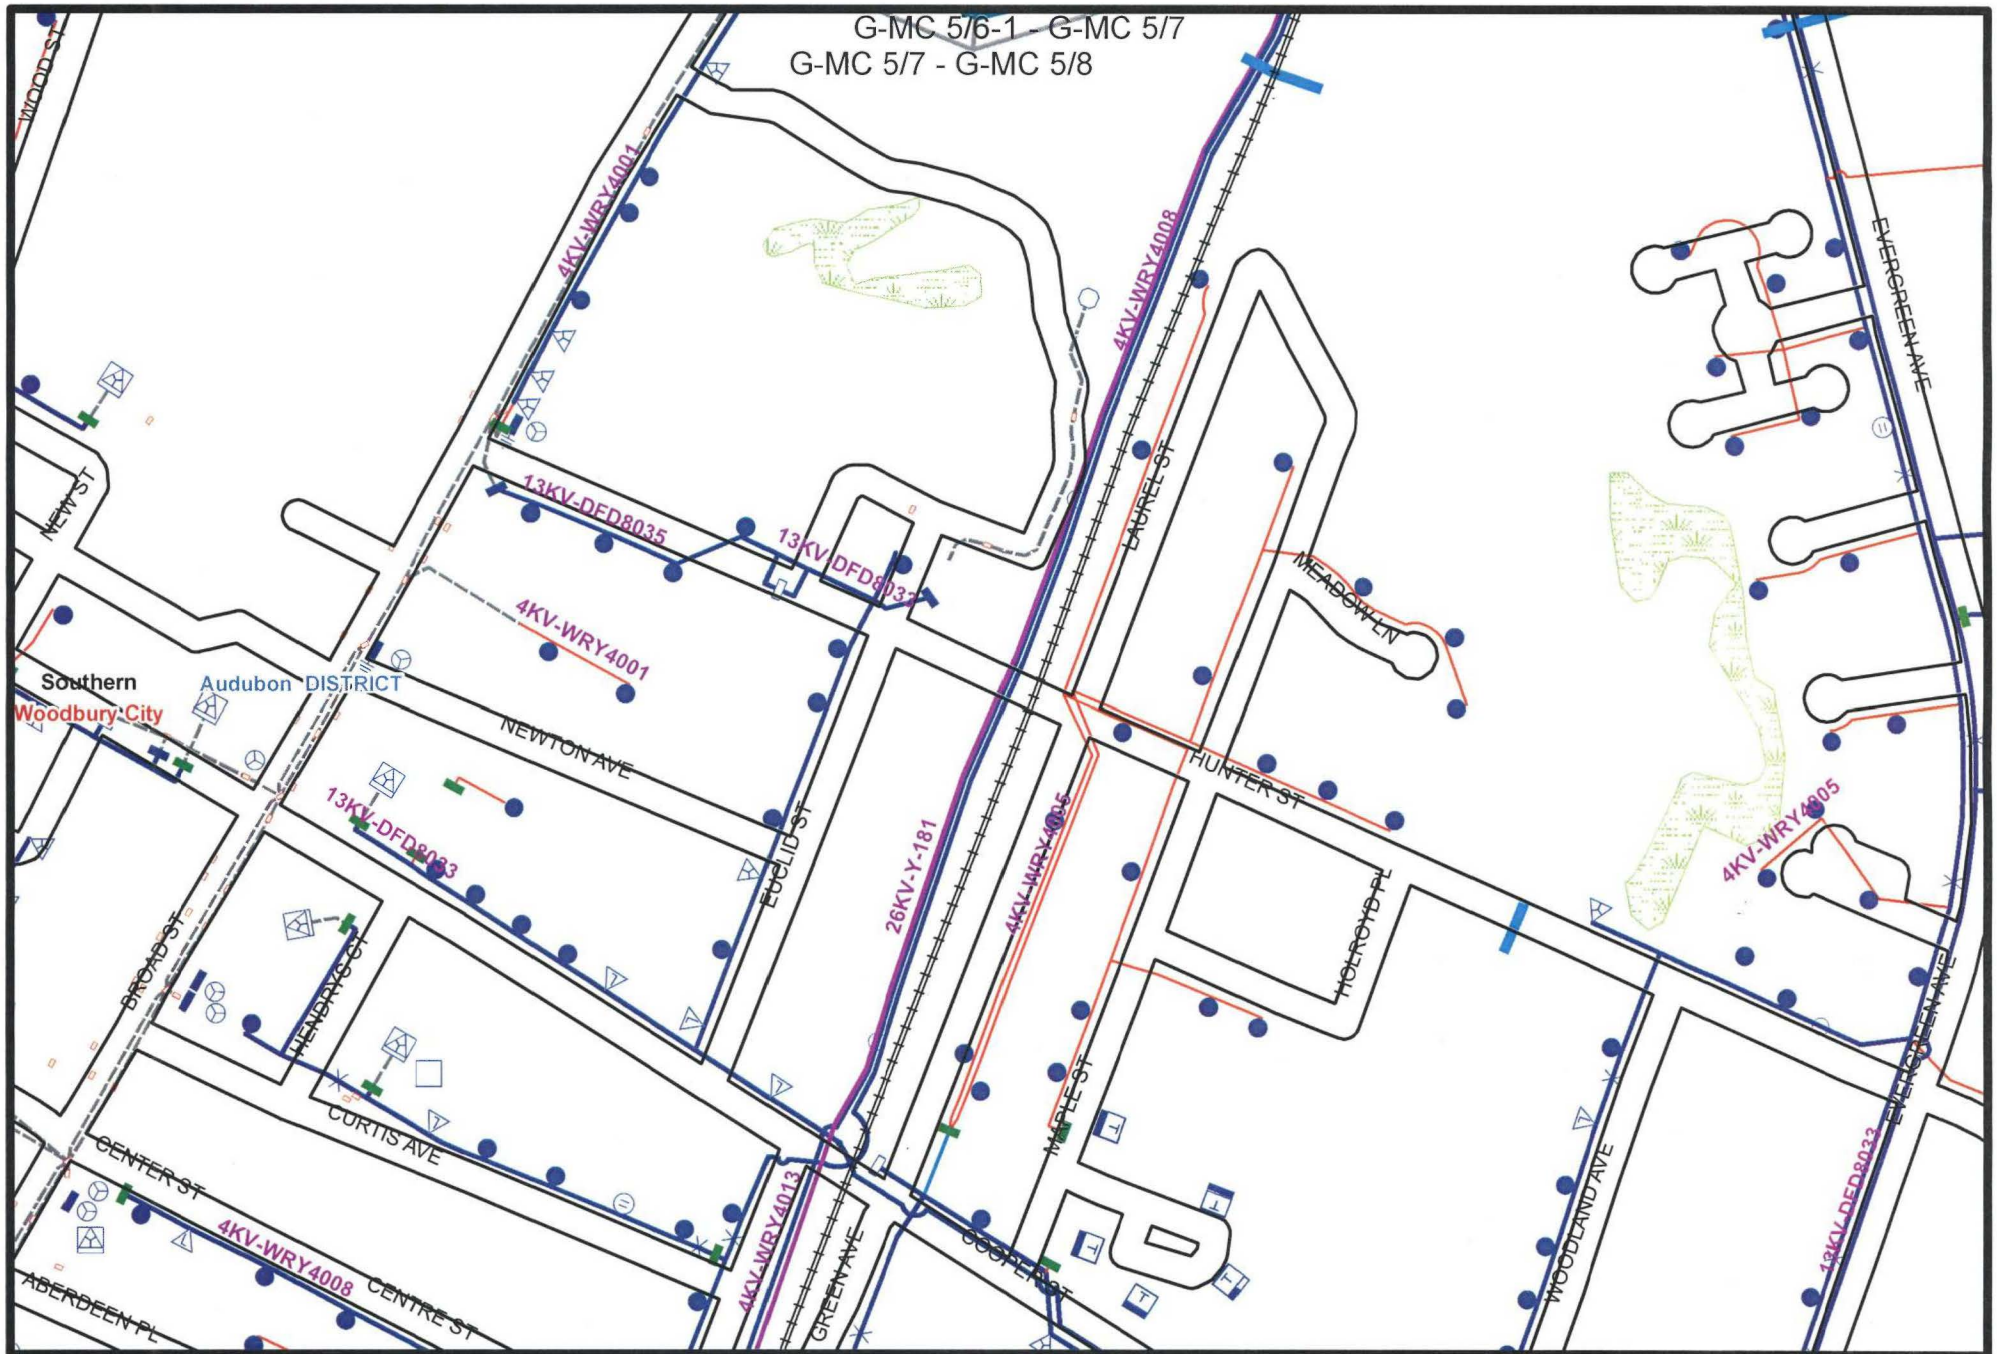 G-MC 5/6-1 - G-MC 5/7
G-MC 5/7 - G-MC 5/8
WOOD ST
4KV-WRY4001
4KV-WRY4008
EVERGREEN AVE
NEW ST
13KV-DFD8035
13KV-DFD8033
LAUREL ST
MEADOW LN
4KV-WRY4001
Southern
Audubon DISTRICT
Woodbury City
NEWTON AVE
HUNTER ST
13KV-DFD8033
EUCLID ST
26KV-Y-181
4KV-WRY4005
4KV-WRY4005
HOLROYD PL
BROAD ST
HENDRYS CT
EVERGREEN AVE
CURTIS AVE
MAPLE ST
CENTER ST
4KV-WRY4013
GREEN AVE
COOPER ST
WOODLAND AVE
13KV-DFD8033
4KV-WRY4008
CENTRE ST
ABERDEEN PL